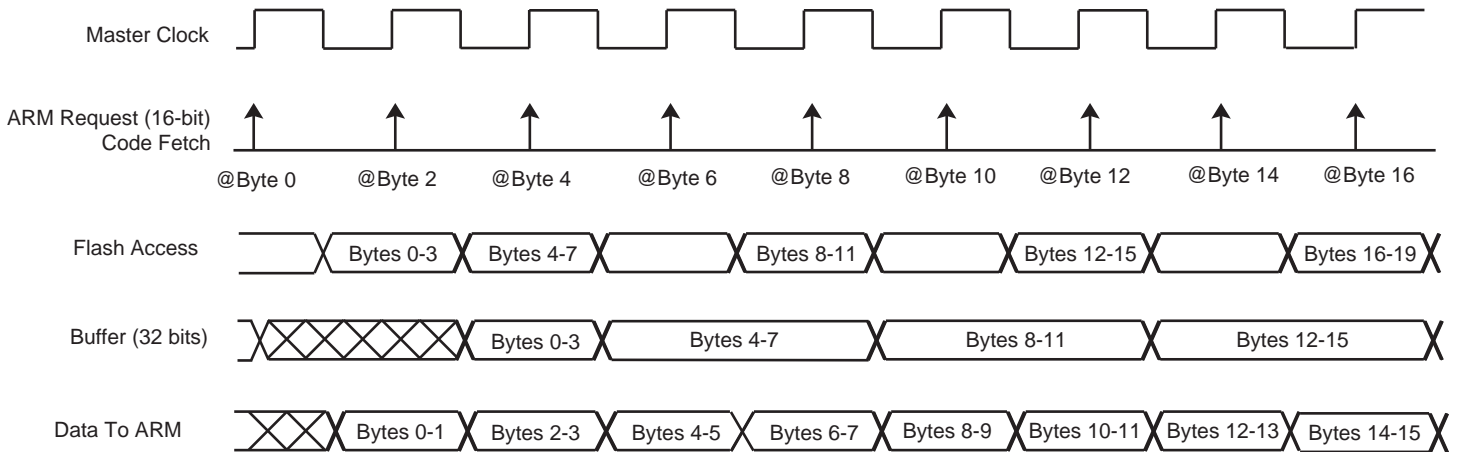 Master Clock
ARM Request (16-bit)
Code Fetch
@Byte 0 @Byte 2 @Byte 4 @Byte 6 @Byte 8 @Byte 10 @Byte 12 @Byte 14 @Byte 16
Flash Access Bytes 0-3 Bytes 4-7 Bytes 8-11 Bytes 12-15 Bytes 16-19
Buffer (32 bits) Bytes 0-3 Bytes 4-7 Bytes 8-11 Bytes 12-15
Data To ARM Bytes 0-1 Bytes 2-3 Bytes 4-5 Bytes 6-7 Bytes 8-9 Bytes 10-11 Bytes 12-13 Bytes 14-15